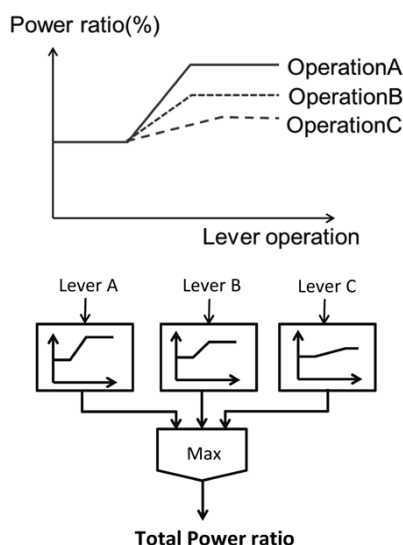 Power ratio(%)
OperationA
OperationB
OperationC
Lever operation
Lever A Lever B Lever C
Max
Total Power ratio